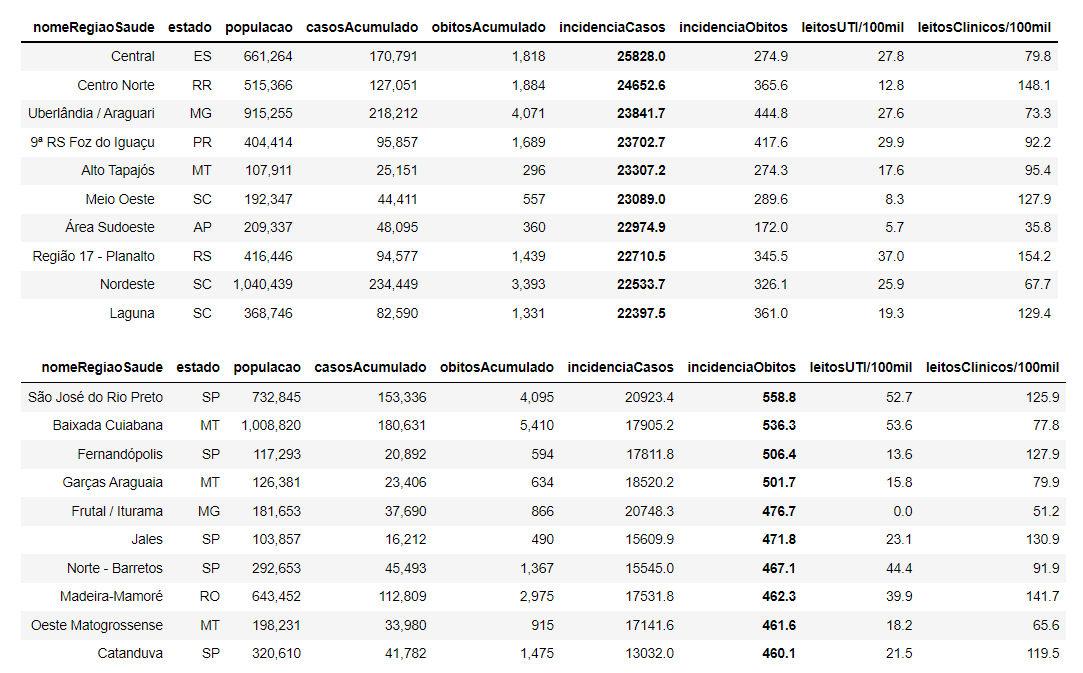 nomeRegiaoSaude estado populacao casosAcumulado obitosAcumulado incidenciaCasos incidenciaObitos leitosUTI/100mil leitosClinicos/100mil
Central ES 661,264 170,791 1,818 25828.0 274.9 27.8 79.8
Centro Norte RR 515,366 127,051 1,884 24652.6 365.6 12.8 148.1
Uberlândia / Araguari MG 915,255 218,212 4,071 23841.7 444.8 27.6 73.3
9ª RS Foz do Iguaçu PR 404,414 95,857 1,689 23702.7 417.6 29.9 92.2
Alto Tapajós MT 107,911 25,151 296 23307.2 274.3 17.6 95.4
Meio Oeste SC 192,347 44,411 557 23089.0 289.6 8.3 127.9
Área Sudoeste AP 209,337 48,095 360 22974.9 172.0 5.7 35.8
Região 17 - Planalto RS 416,446 94,577 1,439 22710.5 345.5 37.0 154.2
Nordeste SC 1,040,439 234,449 3,393 22533.7 326.1 25.9 67.7
Laguna SC 368,746 82,590 1,331 22397.5 361.0 19.3 129.4
nomeRegiaoSaude estado populacao casosAcumulado obitosAcumulado incidenciaCasos incidenciaObitos leitosUTI/100mil leitosClinicos/100mil
São José do Rio Preto SP 732,845 153,336 4,095 20923.4 558.8 52.7 125.9
Baixada Cuiabana MT 1,008,820 180,631 5,410 17905.2 536.3 53.6 77.8
Fernandópolis SP 117,293 20,892 594 17811.8 506.4 13.6 127.9
Garças Araguaia MT 126,381 23,406 634 18520.2 501.7 15.8 79.9
Frutal / Iturama MG 181,653 37,690 866 20748.3 476.7 0.0 51.2
Jales SP 103,857 16,212 490 15609.9 471.8 23.1 130.9
Norte - Barretos SP 292,653 45,493 1,367 15545.0 467.1 44.4 91.9
Madeira-Mamoré RO 643,452 112,809 2,975 17531.8 462.3 39.9 141.7
Oeste Matogrossense MT 198,231 33,980 915 17141.6 461.6 18.2 65.6
Catanduva SP 320,610 41,782 1,475 13032.0 460.1 21.5 119.5